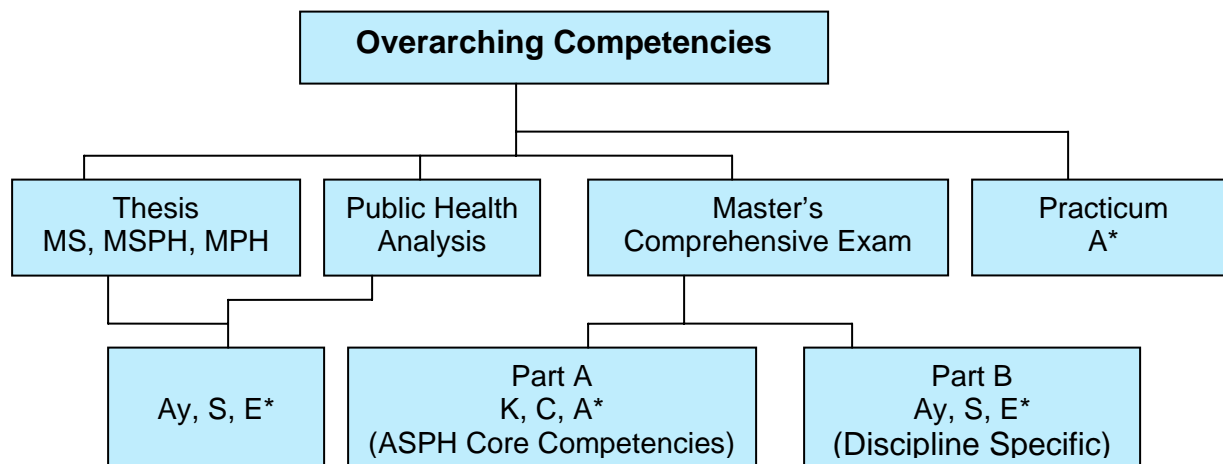 Overarching Competencies
Thesis
MS, MSPH, MPH
Public Health
Analysis
Master’s
Comprehensive Exam
Practicum
A*
Ay, S, E*
Part A
K, C, A*
(ASPH Core Competencies)
Part B
Ay, S, E*
(Discipline Specific)